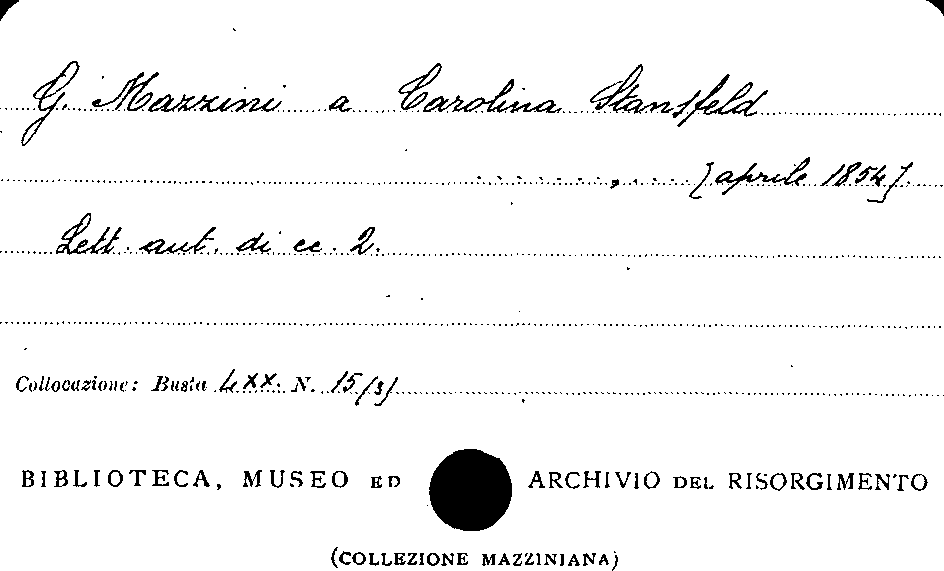 G. Mazzini a Carolina Stansfeld
......., .... [aprile 1854]
Lett. aut. di cc. 2.
Collocazione: Busta LXX. N. 15/3/
BIBLIOTECA, MUSEO ED ARCHIVIO DEL RISORGIMENTO
(COLLEZIONE MAZZINIANA)